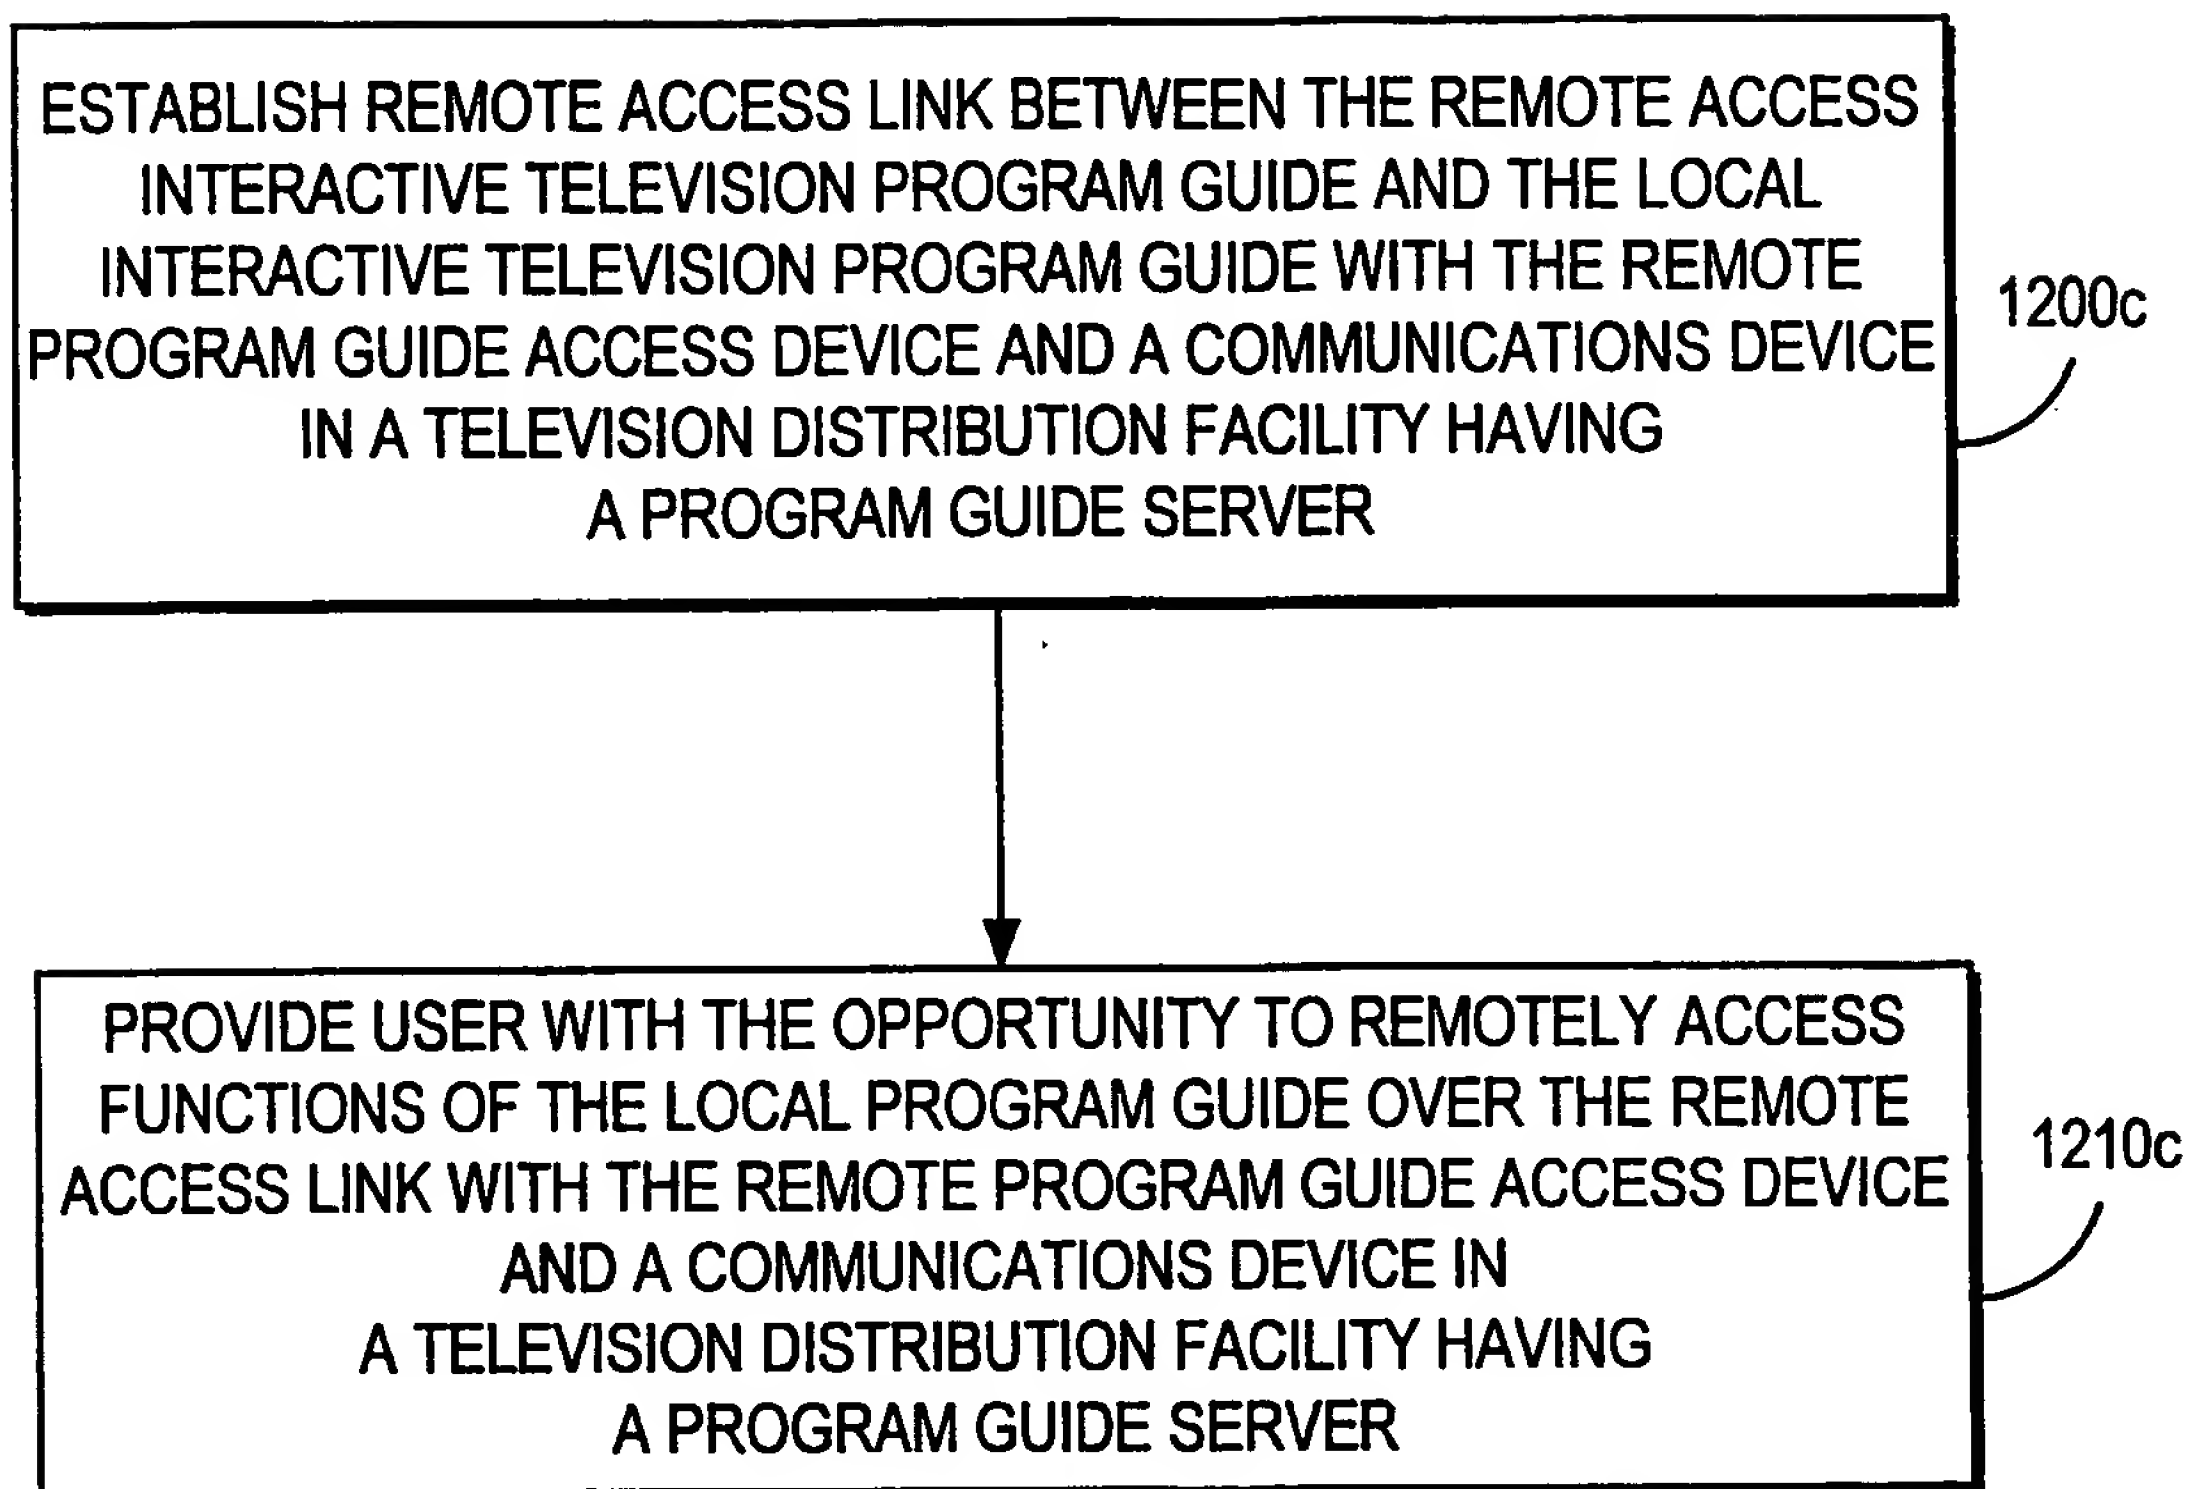 ESTABLISH REMOTE ACCESS LINK BETWEEN THE REMOTE ACCESS
INTERACTIVE TELEVISION PROGRAM GUIDE AND THE LOCAL
INTERACTIVE TELEVISION PROGRAM GUIDE WITH THE REMOTE
PROGRAM GUIDE ACCESS DEVICE AND A COMMUNICATIONS DEVICE
IN A TELEVISION DISTRIBUTION FACILITY HAVING
A PROGRAM GUIDE SERVER
1200c
PROVIDE USER WITH THE OPPORTUNITY TO REMOTELY ACCESS
FUNCTIONS OF THE LOCAL PROGRAM GUIDE OVER THE REMOTE
ACCESS LINK WITH THE REMOTE PROGRAM GUIDE ACCESS DEVICE
AND A COMMUNICATIONS DEVICE IN
A TELEVISION DISTRIBUTION FACILITY HAVING
A PROGRAM GUIDE SERVER
1210c